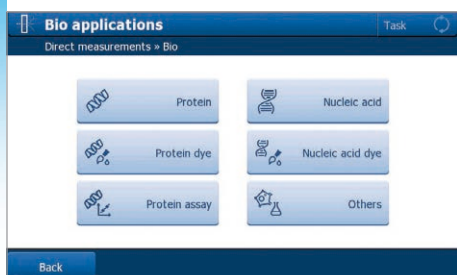 Bio applications
Task
Direct measurements » Bio
Protein
Nucleic acid
Protein dye
Nucleic acid dye
Protein assay
Others
Back